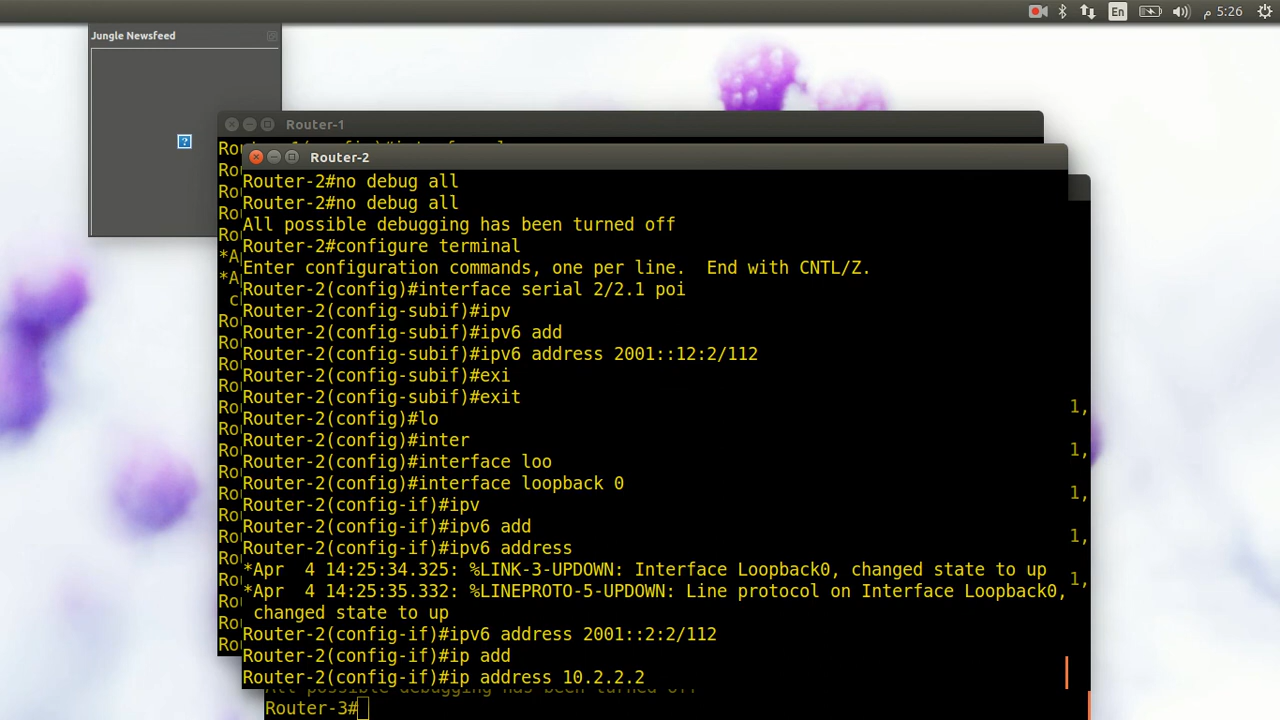 En
5:26 م
Jungle Newsfeed
Router-1
Router-2
Router-2#no debug all
Router-2#no debug all
All possible debugging has been turned off
Router-2#configure terminal
Enter configuration commands, one per line.  End with CNTL/Z.
Router-2(config)#interface serial 2/2.1 poi
Router-2(config-subif)#ipv
Router-2(config-subif)#ipv6 add
Router-2(config-subif)#ipv6 address 2001::12:2/112
Router-2(config-subif)#exi
Router-2(config-subif)#exit
Router-2(config)#lo
Router-2(config)#inter
Router-2(config)#interface loo
Router-2(config)#interface loopback 0
Router-2(config-if)#ipv
Router-2(config-if)#ipv6 add
Router-2(config-if)#ipv6 address
*Apr  4 14:25:34.325: %LINK-3-UPDOWN: Interface Loopback0, changed state to up
*Apr  4 14:25:35.332: %LINEPROTO-5-UPDOWN: Line protocol on Interface Loopback0,
changed state to up
Router-2(config-if)#ipv6 address 2001::2:2/112
Router-2(config-if)#ip add
Router-2(config-if)#ip address 10.2.2.2
All possible debugging has been turned off
Router-3#